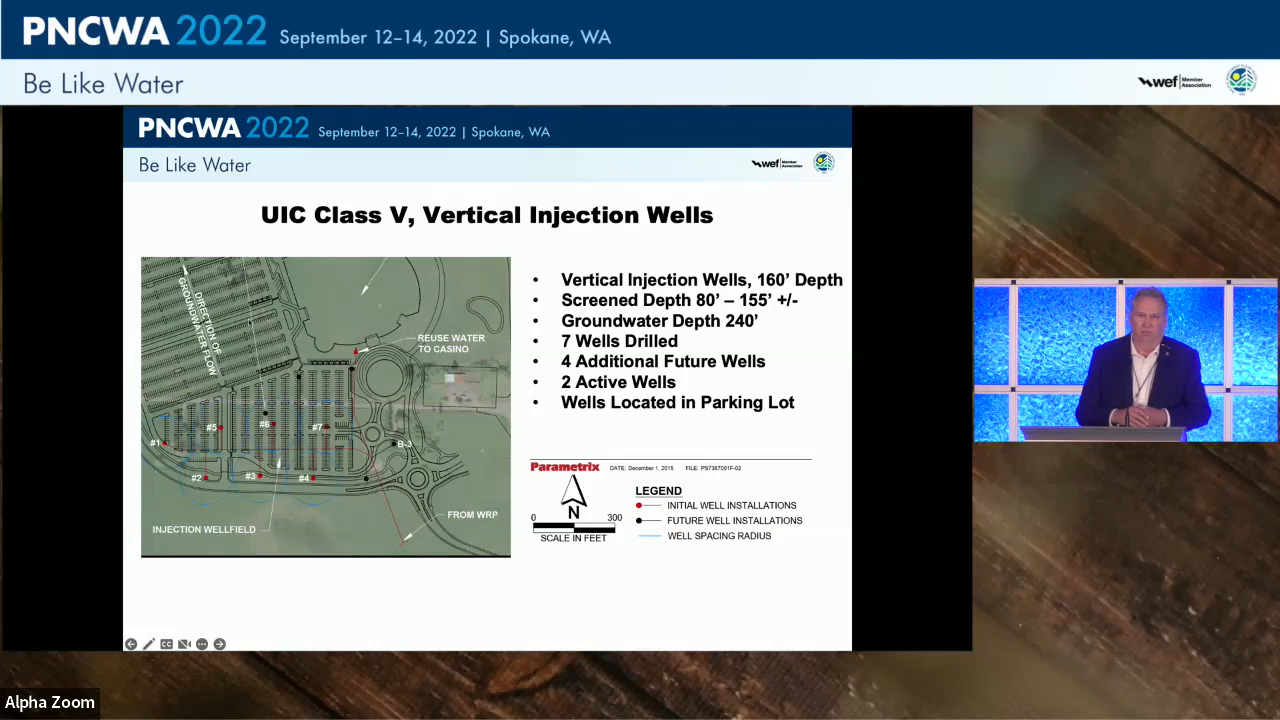 PNCWA 2022 September 12–14, 2022 | Spokane, WA
Be Like Water
wef Member Association
PNCWA 2022 September 12–14, 2022 | Spokane, WA
Be Like Water
wef Member Association
UIC Class V, Vertical Injection Wells
DIRECTION OF
GROUNDWATER FLOW
REUSE WATER
TO CASINO
#5
#6
#7
#1
B-3
#2
#3
#4
FROM WRP
INJECTION WELLFIELD
• Vertical Injection Wells, 160’ Depth
• Screened Depth 80’ – 155’ +/-
• Groundwater Depth 240’
• 7 Wells Drilled
• 4 Additional Future Wells
• 2 Active Wells
• Wells Located in Parking Lot
Parametrix DATE: December 1, 2015 FILE: PS7367001F-02
N
0 300
SCALE IN FEET
LEGEND
INITIAL WELL INSTALLATIONS
FUTURE WELL INSTALLATIONS
WELL SPACING RADIUS
CC
Alpha Zoom